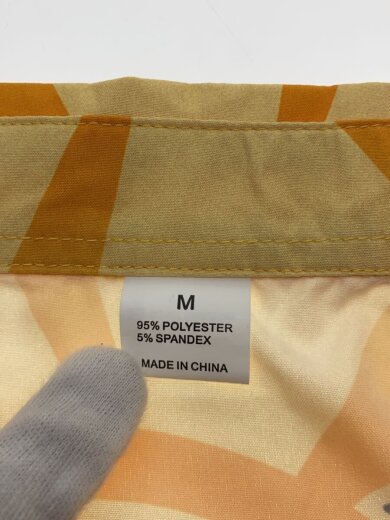 M
95% POLYESTER
5% SPANDEX
MADE IN CHINA